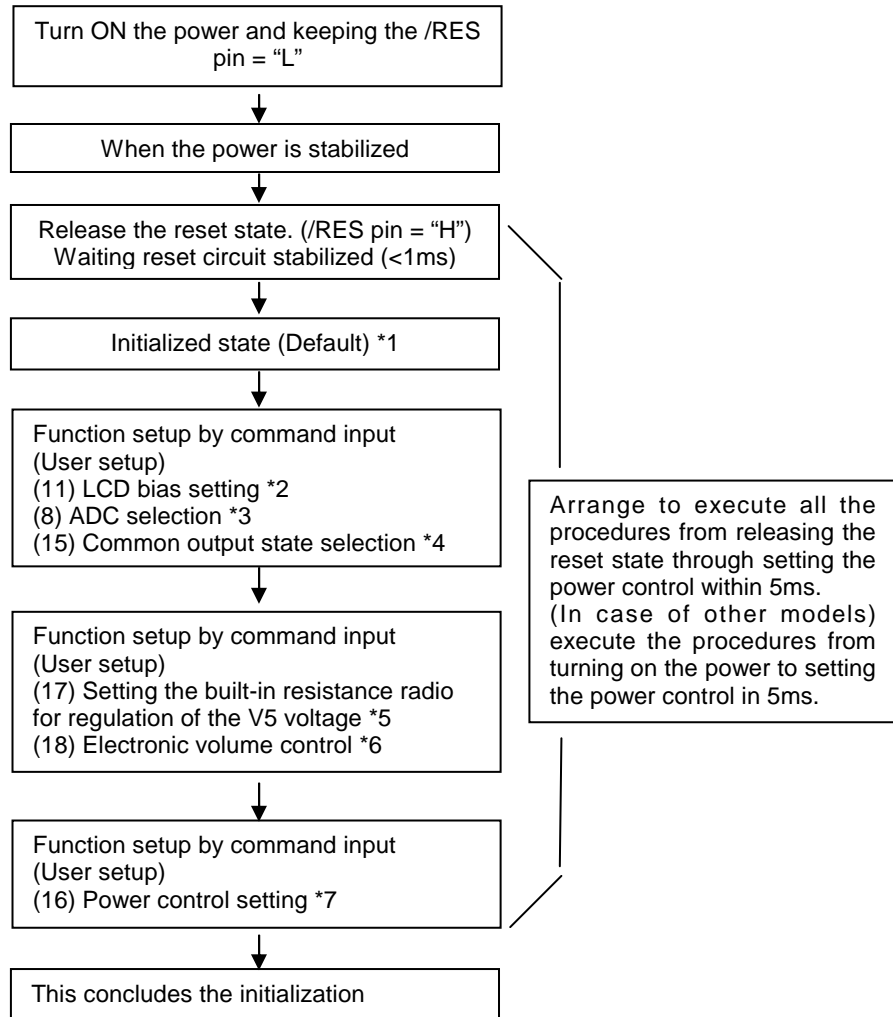 Turn ON the power and keeping the /RES
pin = “L”
When the power is stabilized
Release the reset state. (/RES pin = “H”)
Waiting reset circuit stabilized (<1ms)
Initialized state (Default) *1
Function setup by command input
(User setup)
(11) LCD bias setting *2
(8) ADC selection *3
(15) Common output state selection *4
Function setup by command input
(User setup)
(17) Setting the built-in resistance radio
for regulation of the V5 voltage *5
(18) Electronic volume control *6
Function setup by command input
(User setup)
(16) Power control setting *7
This concludes the initialization
Arrange to execute all the
procedures from releasing the
reset state through setting the
power control within 5ms.
(In case of other models)
execute the procedures from
turning on the power to setting
the power control in 5ms.